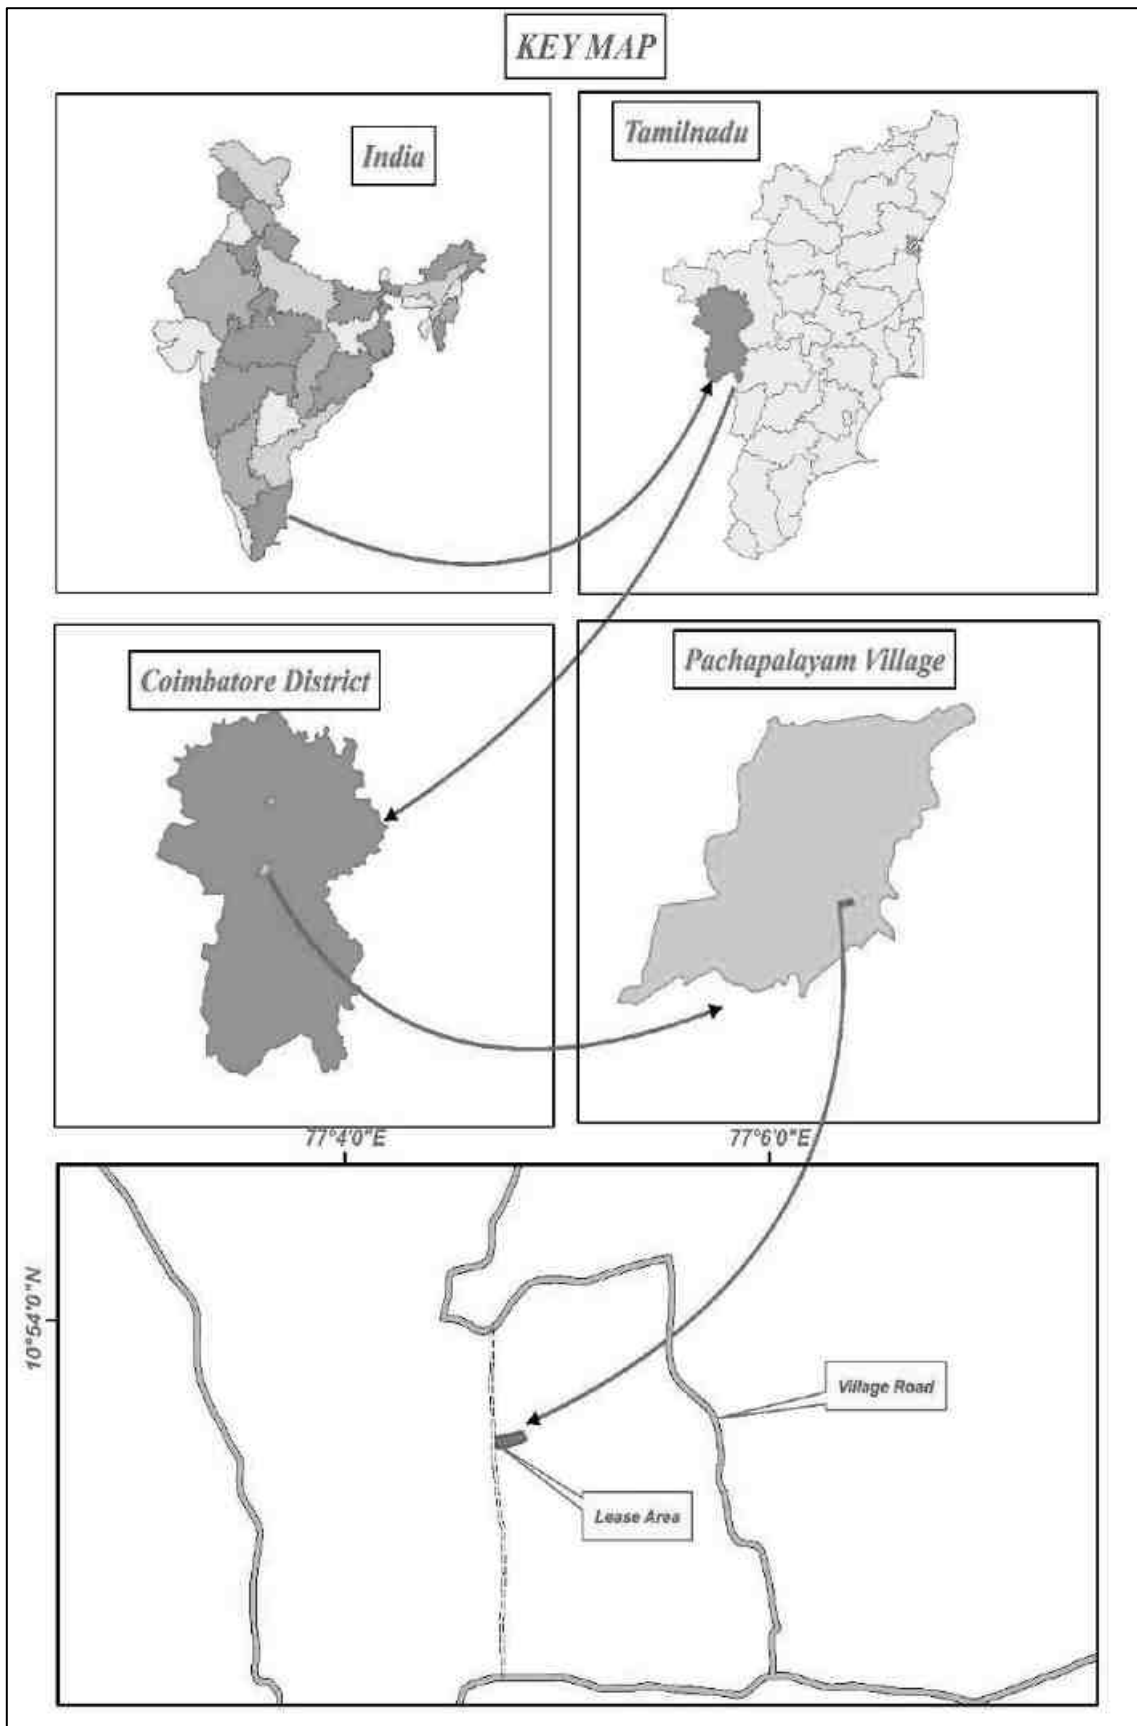 KEY MAP
India
Tamilnadu
Coimbatore District
Pachapalayam Village
77°4'0"E
77°6'0"E
10°54'0"N
Village Road
Lease Area